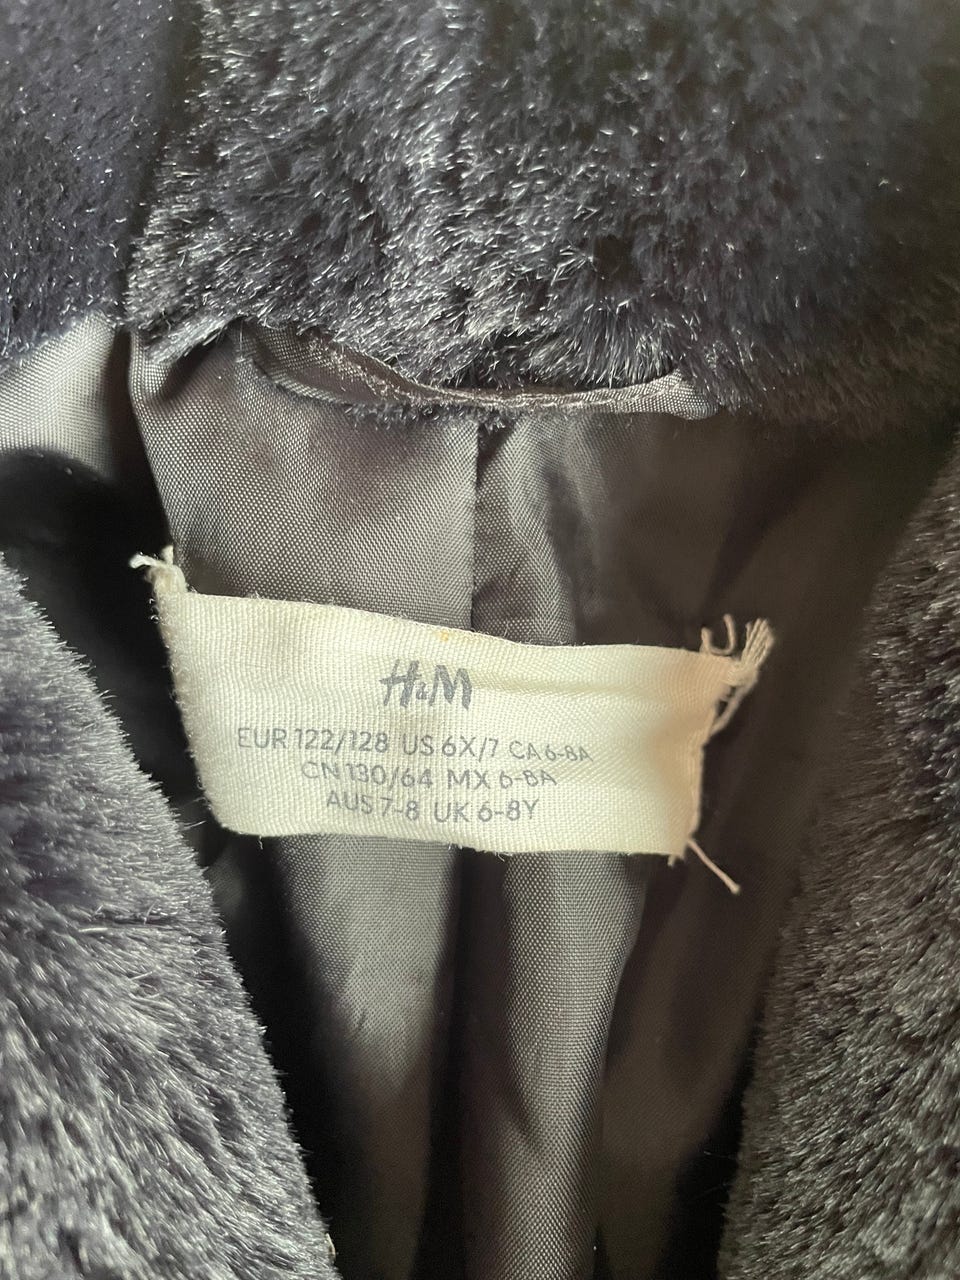 H&M
EUR 122/128 US 6X/7 CA 6-8A
CN 130/64 MX 6-8A
AUS 7-8 UK 6-8Y